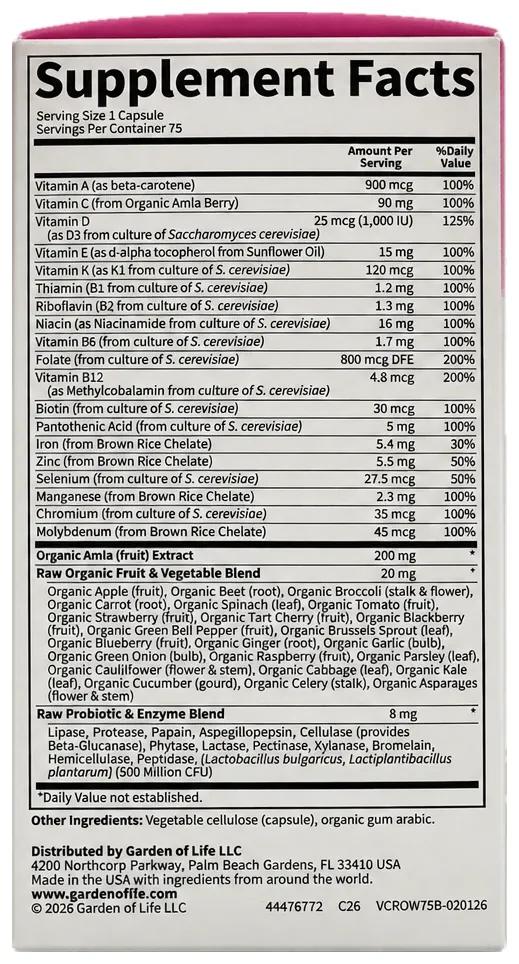 Supplement Facts
Serving Size 1 Capsule
Servings Per Container 75
Amount Per Serving %Daily Value
Vitamin A (as beta-carotene) 900 mcg 100%
Vitamin C (from Organic Amla Berry) 90 mg 100%
Vitamin D 25 mcg (1,000 IU) 125%
(as D3 from culture of Saccharomyces cerevisiae)
Vitamin E (as d-alpha tocopherol from Sunflower Oil) 15 mg 100%
Vitamin K (as K1 from culture of S. cerevisiae) 120 mcg 100%
Thiamin (B1 from culture of S. cerevisiae) 1.2 mg 100%
Riboflavin (B2 from culture of S. cerevisiae) 1.3 mg 100%
Niacin (as Niacinamide from culture of S. cerevisiae) 16 mg 100%
Vitamin B6 (from culture of S. cerevisiae) 1.7 mg 100%
Folate (from culture of S. cerevisiae) 800 mcg DFE 200%
Vitamin B12 4.8 mcg 200%
(as Methylcobalamin from culture of S. cerevisiae)
Biotin (from culture of S. cerevisiae) 30 mcg 100%
Pantothenic Acid (from culture of S. cerevisiae) 5 mg 100%
Iron (from Brown Rice Chelate) 5.4 mg 30%
Zinc (from Brown Rice Chelate) 5.5 mg 50%
Selenium (from culture of S. cerevisiae) 27.5 mcg 50%
Manganese (from Brown Rice Chelate) 2.3 mg 100%
Chromium (from culture of S. cerevisiae) 35 mcg 100%
Molybdenum (from Brown Rice Chelate) 45 mcg 100%
Organic Amla (fruit) Extract 200 mg *
Raw Organic Fruit & Vegetable Blend 20 mg *
Organic Apple (fruit), Organic Beet (root), Organic Broccoli (stalk & flower),
Organic Carrot (root), Organic Spinach (leaf), Organic Tomato (fruit),
Organic Strawberry (fruit), Organic Tart Cherry (fruit), Organic Blackberry
(fruit), Organic Green Bell Pepper (fruit), Organic Brussels Sprout (leaf),
Organic Blueberry (fruit), Organic Ginger (root), Organic Garlic (bulb),
Organic Green Onion (bulb), Organic Raspberry (fruit), Organic Parsley (leaf),
Organic Cauliflower (flower & stem), Organic Cabbage (leaf), Organic Kale
(leaf), Organic Cucumber (gourd), Organic Celery (stalk), Organic Asparages
(flower & stem)
Raw Probiotic & Enzyme Blend 8 mg *
Lipase, Protease, Papain, Aspegillopepsin, Cellulase (provides
Beta-Glucanase), Phytase, Lactase, Pectinase, Xylanase, Bromelain,
Hemicellulase, Peptidase, (Lactobacillus bulgaricus, Lactiplantibacillus
plantarum] (500 Million CFU)
*Daily Value not established.
Other Ingredients: Vegetable cellulose (capsule), organic gum arabic.
Distributed by Garden of Life LLC
4200 Northcorp Parkway, Palm Beach Gardens, FL 33410 USA
Made in the USA with ingredients from around the world.
www.gardenoflife.com
© 2026 Garden of Life LLC 44476772 C26 VCROW75B-020126